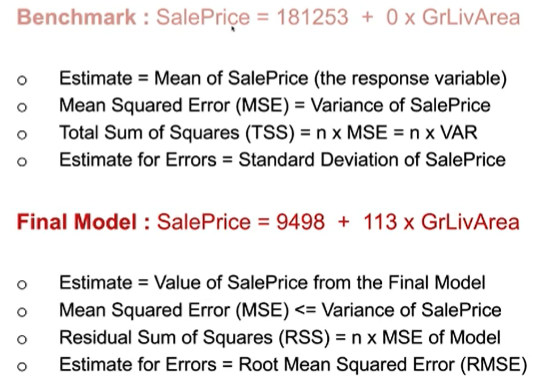 Benchmark : SalePrice = 181253 + 0 x GrLivArea
o Estimate = Mean of SalePrice (the response variable)
o Mean Squared Error (MSE) = Variance of SalePrice
o Total Sum of Squares (TSS) = n x MSE = n x VAR
o Estimate for Errors = Standard Deviation of SalePrice
Final Model : SalePrice = 9498 + 113 x GrLivArea
o Estimate = Value of SalePrice from the Final Model
o Mean Squared Error (MSE) <= Variance of SalePrice
o Residual Sum of Squares (RSS) = n x MSE of Model
o Estimate for Errors = Root Mean Squared Error (RMSE)